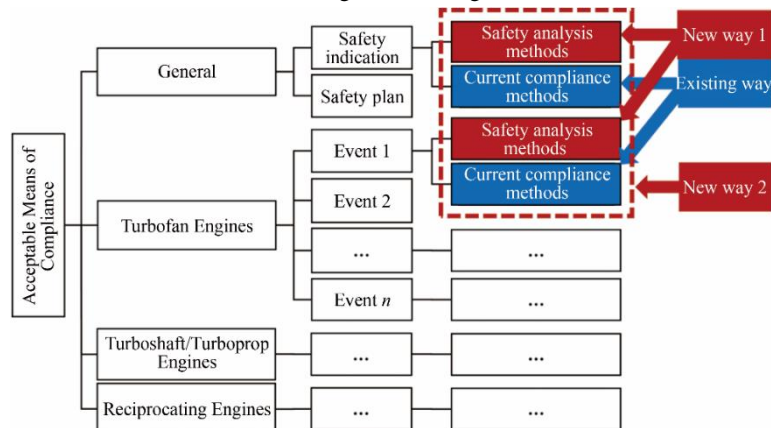 Acceptable Means of
Compliance
General
Safety
indication
Safety plan
Safety analysis
methods
Current compliance
methods
New way 1
Existing way
Turbofan Engines
Event 1
Safety analysis
methods
Current compliance
methods
New way 2
Event 2
...
...
Event n
...
Turboshaft/Turboprop
Engines
...
...
Reciprocating Engines
...
...